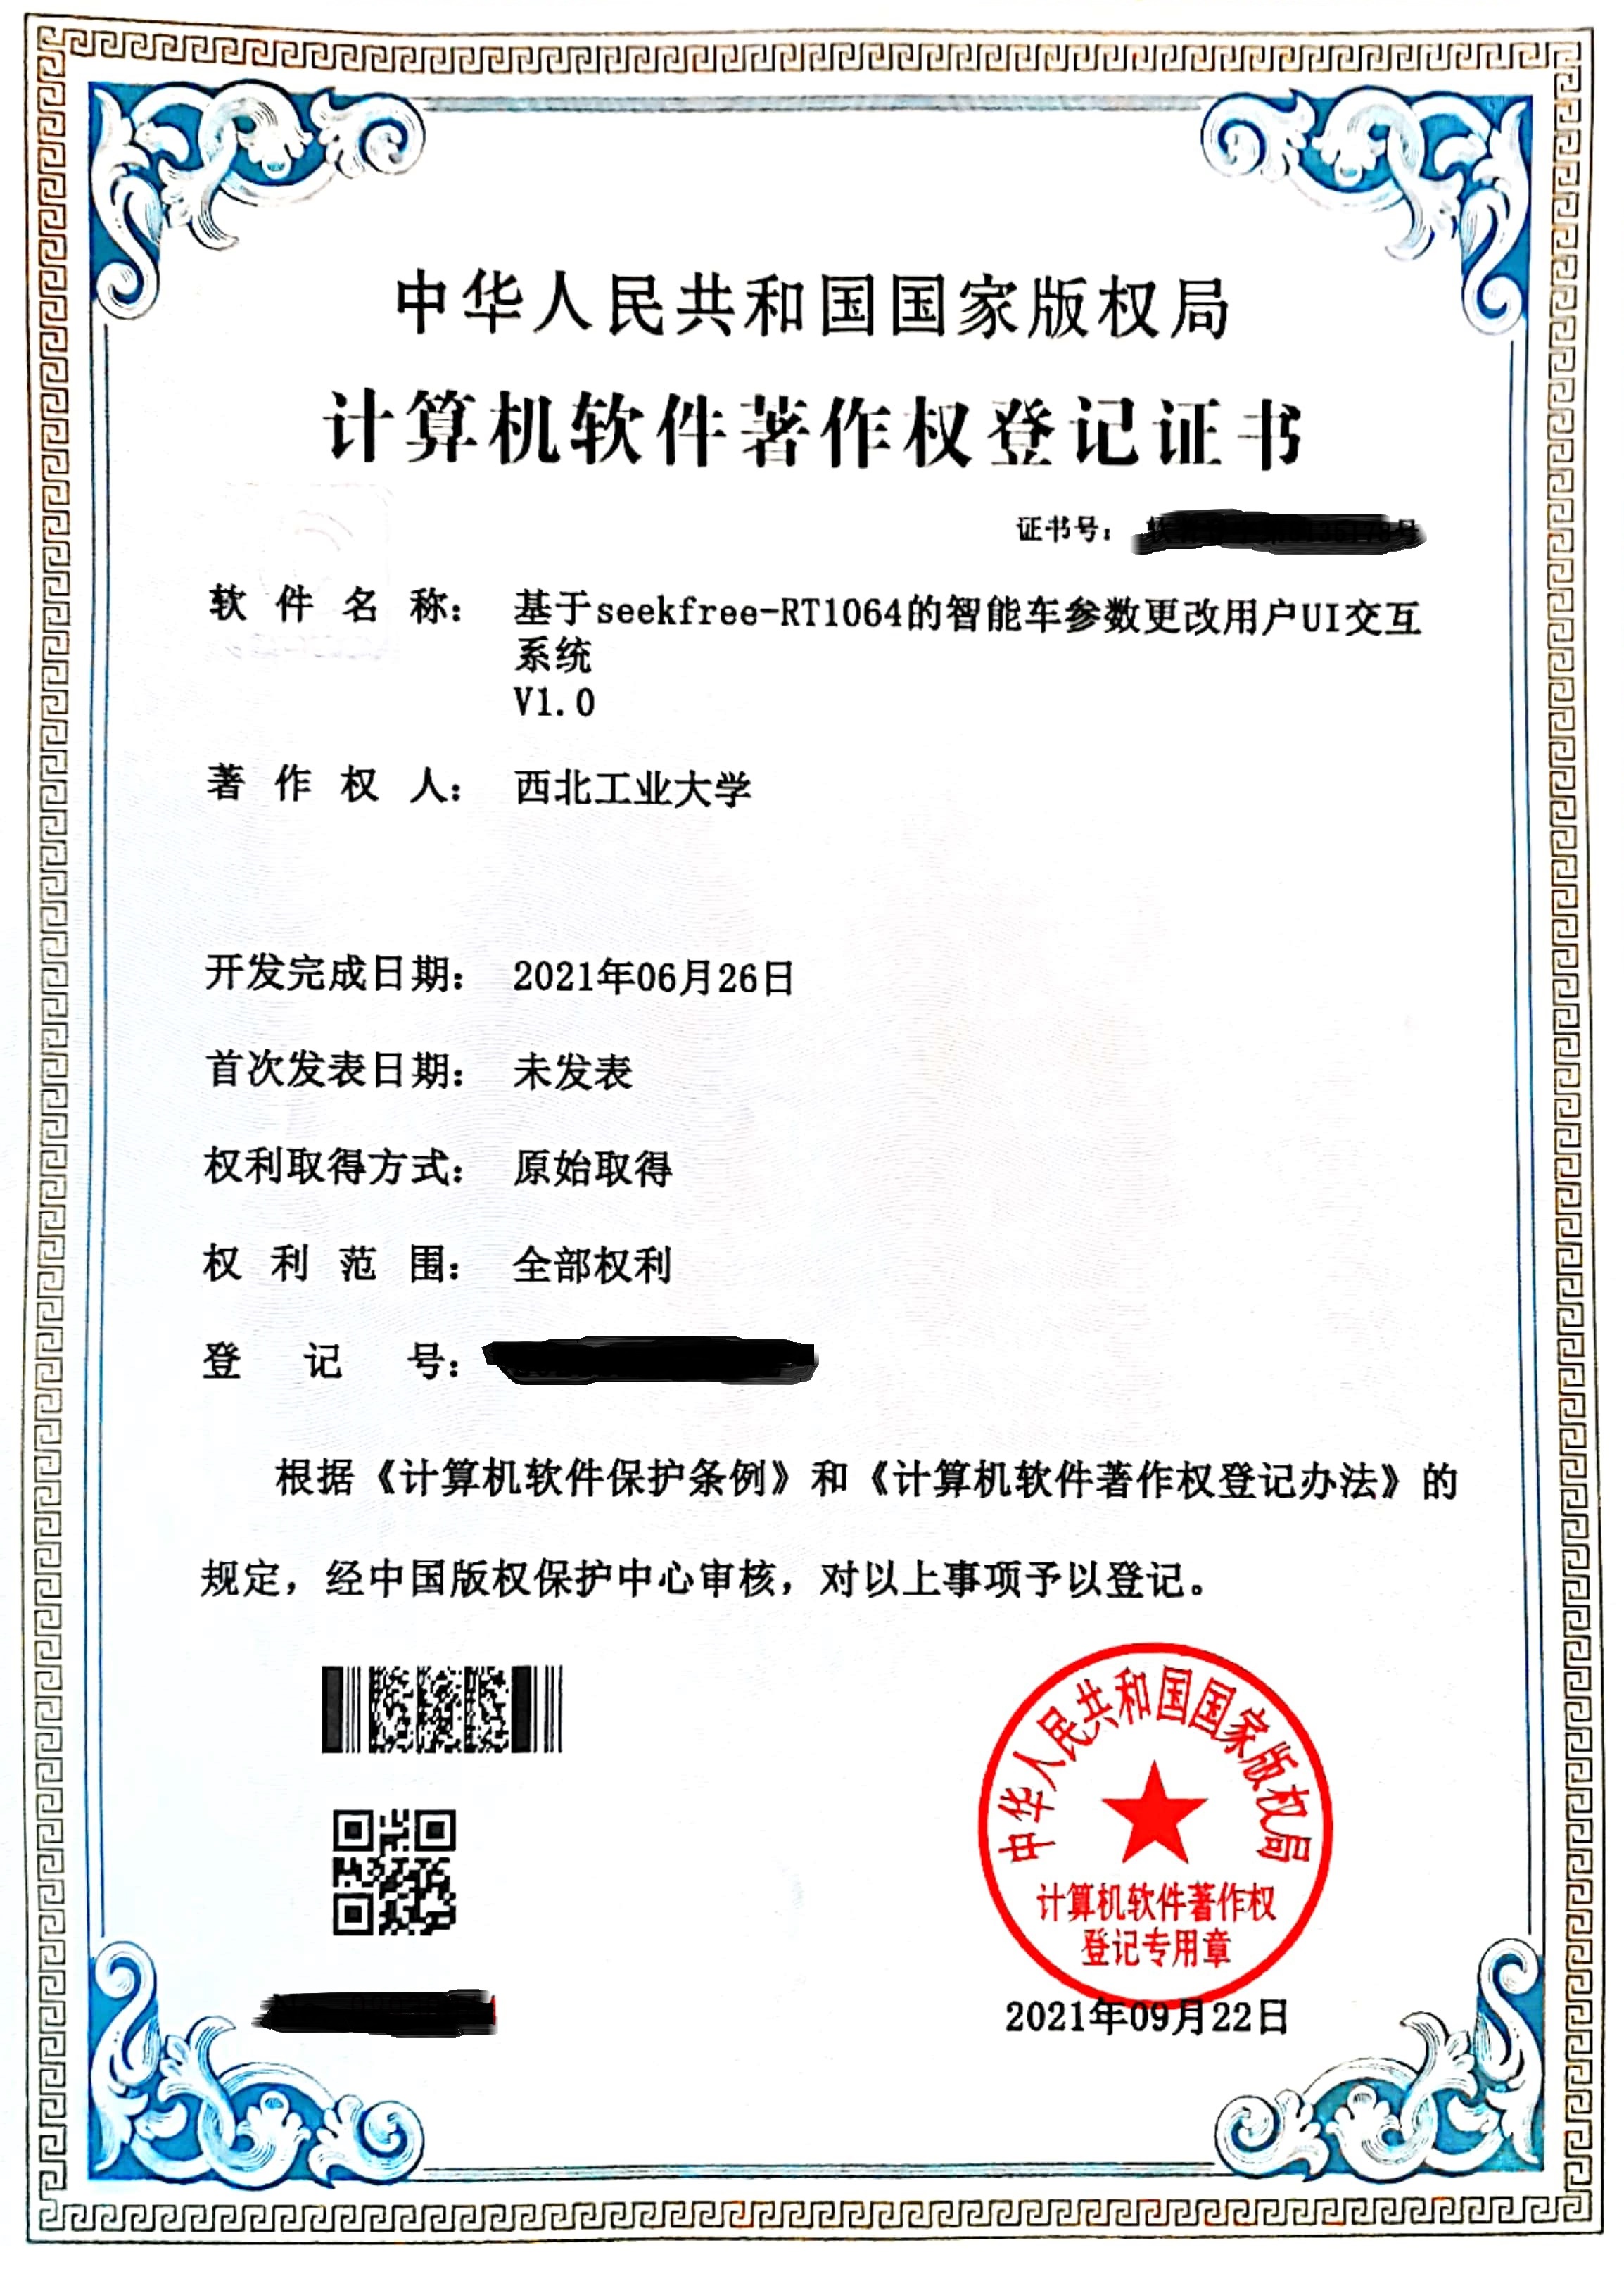 中华人民共和国国家版权局
计算机软件著作权登记证书
证书号：
软件名称： 基于seekfree-RT1064的智能车参数更改用户UI交互
系统
V1.0
著作权人： 西北工业大学
开发完成日期： 2021年06月26日
首次发表日期： 未发表
权利取得方式： 原始取得
权利范围： 全部权利
登记号：
根据《计算机软件保护条例》和《计算机软件著作权登记办法》的
规定，经中国版权保护中心审核，对以上事项予以登记。
中华人民共和国国家版权局
计算机软件著作权
登记专用章
2021年09月22日